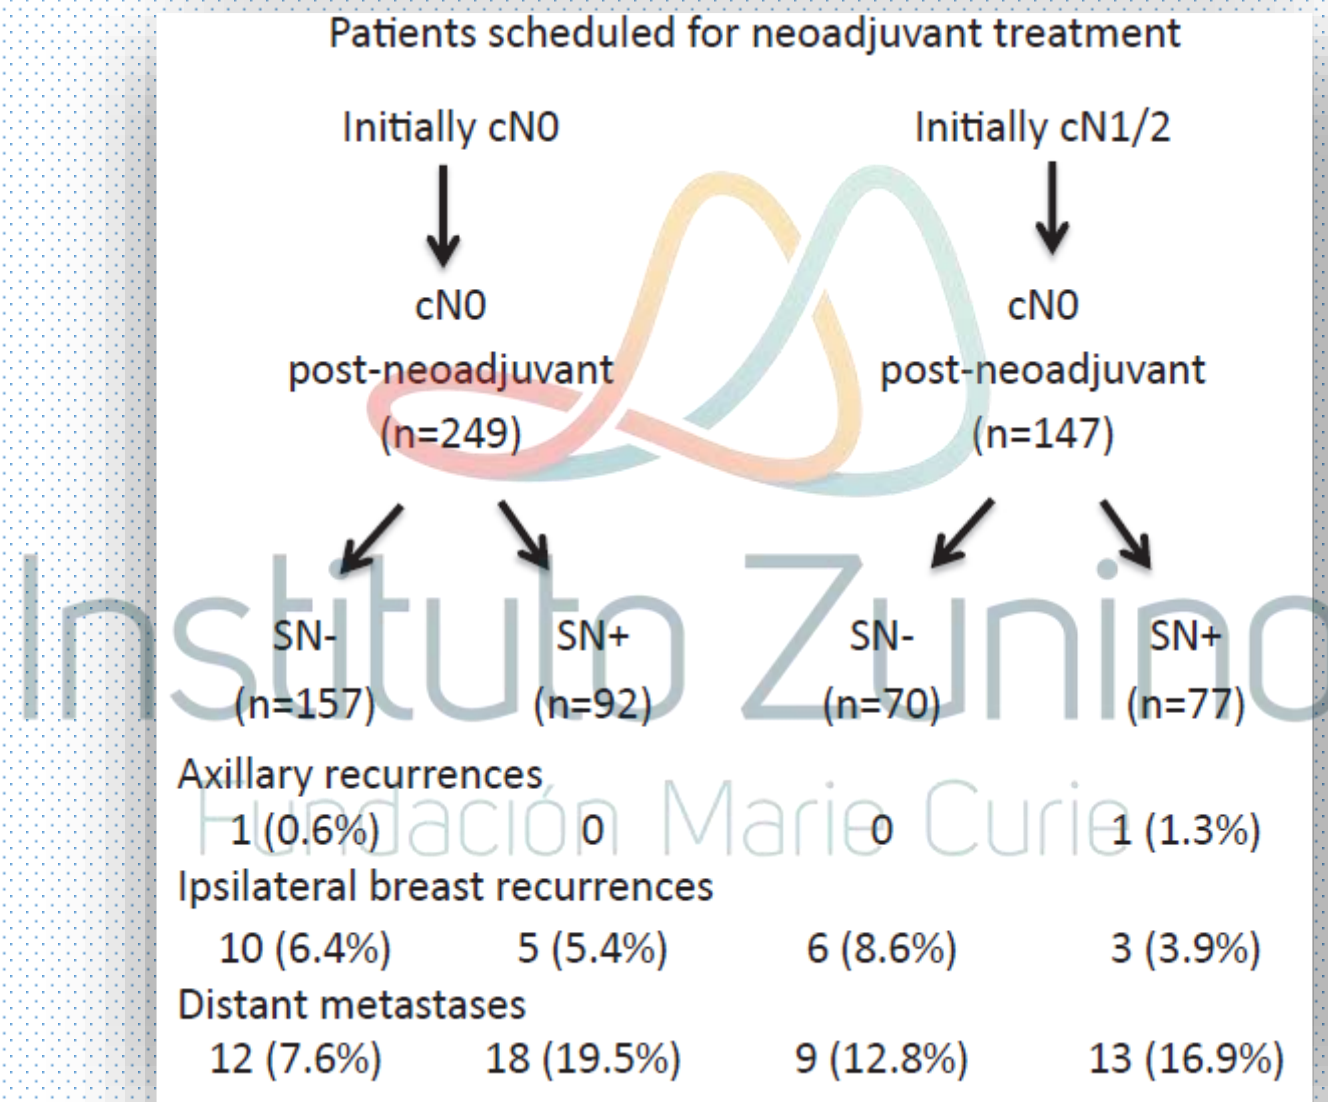 Patients scheduled for neoadjuvant treatment
Initially cN0 Initially cN1/2
cN0 cN0
post-neoadjuvant post-neoadjuvant
(n=249) (n=147)
Instituto Zunino
SN- SN+ SN- SN+
(n=157) (n=92) (n=70) (n=77)
Axillary recurrences
Fundación Marie Curie
1 (0.6%) 0 0 1 (1.3%)
Ipsilateral breast recurrences
10 (6.4%) 5 (5.4%) 6 (8.6%) 3 (3.9%)
Distant metastases
12 (7.6%) 18 (19.5%) 9 (12.8%) 13 (16.9%)